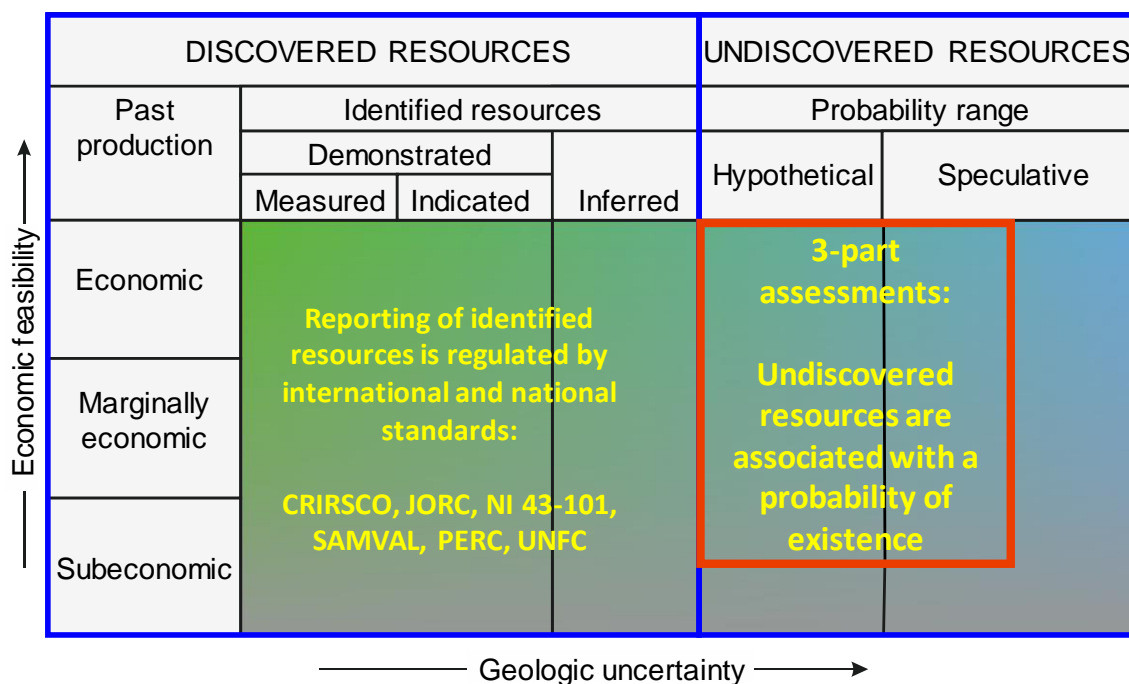 DISCOVERED RESOURCES
UNDISCOVERED RESOURCES
Past
production
Identified resources
Probability range
Demonstrated
Measured
Indicated
Inferred
Hypothetical
Speculative
Economic feasibility
Economic
Marginally
economic
Subeconomic
Reporting of identified
resources is regulated by
international and national
standards:
CRIRSCO, JORC, NI 43-101,
SAMVAL, PERC, UNFC
3-part
assessments:
Undiscovered
resources are
associated with a
probability of
existence
Geologic uncertainty